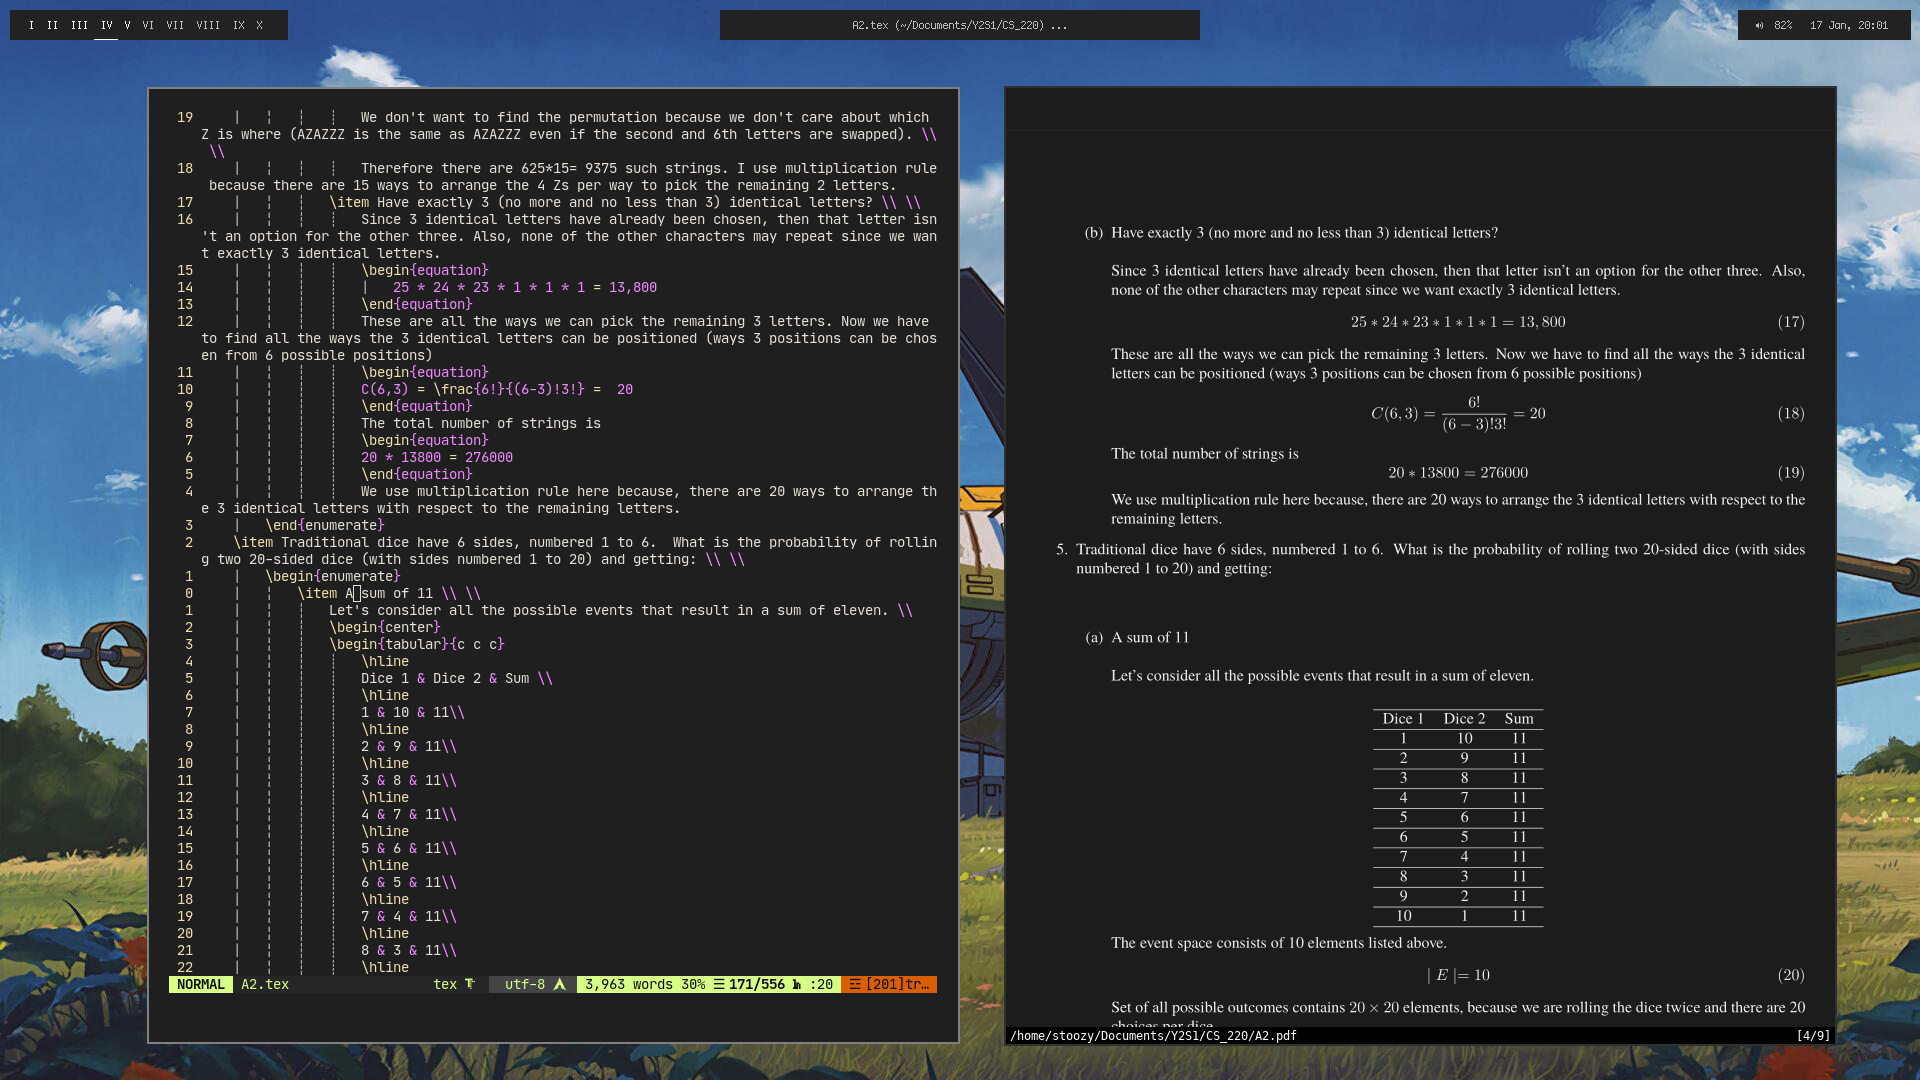 I II III IV V VI VII VIII IX X
A2.tex (~/Documents/Y2S1/CS_220) ...
82% 17 Jan, 20:01
19 We don't want to find the permutation because we don't care about which
Z is where (AZAZZZ is the same as AZAZZZ even if the second and 6th letters are swapped). \\
\\
18 Therefore there are 625*15= 9375 such strings. I use multiplication rule
because there are 15 ways to arrange the 4 Zs per way to pick the remaining 2 letters.
17 \item Have exactly 3 (no more and no less than 3) identical letters? \\ \\
16 Since 3 identical letters have already been chosen, then that letter isn
't an option for the other three. Also, none of the other characters may repeat since we wan
t exactly 3 identical letters.
15 \begin{equation}
14 25 * 24 * 23 * 1 * 1 * 1 = 13,800
13 \end{equation}
12 These are all the ways we can pick the remaining 3 letters. Now we have
to find all the ways the 3 identical letters can be positioned (ways 3 positions can be chos
en from 6 possible positions)
11 \begin{equation}
10 C(6,3) = \frac{6!}{(6-3)!3!} = 20
9 \end{equation}
8 The total number of strings is
7 \begin{equation}
6 20 * 13800 = 276000
5 \end{equation}
4 We use multiplication rule here because, there are 20 ways to arrange th
e 3 identical letters with respect to the remaining letters.
3 \end{enumerate}
2 \item Traditional dice have 6 sides, numbered 1 to 6. What is the probability of rollin
g two 20-sided dice (with sides numbered 1 to 20) and getting: \\ \\
1 \begin{enumerate}
0 \item A sum of 11 \\ \\
1 Let's consider all the possible events that result in a sum of eleven. \\
2 \begin{center}
3 \begin{tabular}{c c c}
4 \hline
5 Dice 1 & Dice 2 & Sum \\
6 \hline
7 1 & 10 & 11\\
8 \hline
9 2 & 9 & 11\\
10 \hline
11 3 & 8 & 11\\
12 \hline
13 4 & 7 & 11\\
14 \hline
15 5 & 6 & 11\\
16 \hline
17 6 & 5 & 11\\
18 \hline
19 7 & 4 & 11\\
20 \hline
21 8 & 3 & 11\\
22 \hline
NORMAL A2.tex tex utf-8 3,963 words 30% 171/556 :20 [201]tr…
(b) Have exactly 3 (no more and no less than 3) identical letters?
Since 3 identical letters have already been chosen, then that letter isn't an option for the other three. Also,
none of the other characters may repeat since we want exactly 3 identical letters.
25 ∗ 24 ∗ 23 ∗ 1 ∗ 1 ∗ 1 = 13, 800 (17)
These are all the ways we can pick the remaining 3 letters. Now we have to find all the ways the 3 identical
letters can be positioned (ways 3 positions can be chosen from 6 possible positions)
C(6, 3) = 6! / (6 − 3)!3! = 20 (18)
The total number of strings is
20 ∗ 13800 = 276000 (19)
We use multiplication rule here because, there are 20 ways to arrange the 3 identical letters with respect to the
remaining letters.
5. Traditional dice have 6 sides, numbered 1 to 6. What is the probability of rolling two 20-sided dice (with sides
numbered 1 to 20) and getting:
(a) A sum of 11
Let's consider all the possible events that result in a sum of eleven.
Dice 1 Dice 2 Sum
1 10 11
2 9 11
3 8 11
4 7 11
5 6 11
6 5 11
7 4 11
8 3 11
9 2 11
10 1 11
The event space consists of 10 elements listed above.
| E |= 10 (20)
Set of all possible outcomes contains 20 × 20 elements, because we are rolling the dice twice and there are 20
choices per dice
/home/stoozy/Documents/Y2S1/CS_220/A2.pdf [4/9]